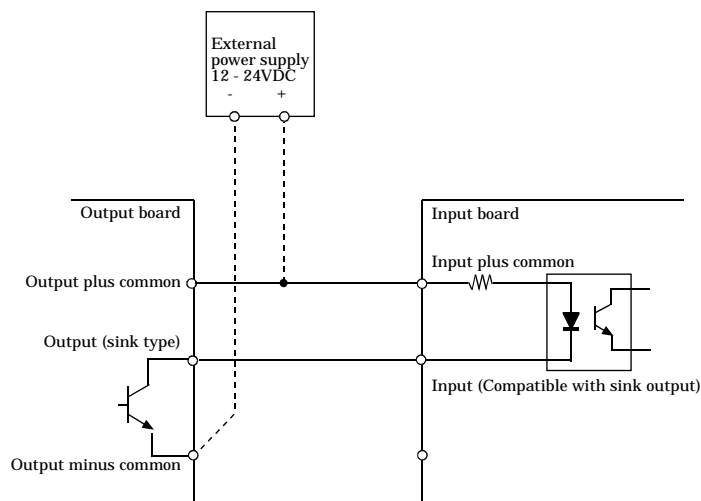 External
power supply
12 - 24VDC
- +
Output board
Input board
Output plus common
Input plus common
Output (sink type)
Input (Compatible with sink output)
Output minus common